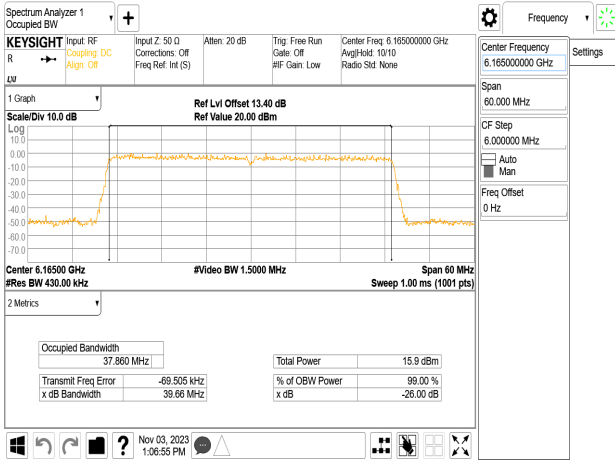 Spectrum Analyzer 1
Occupied BW
Frequency
KEYSIGHT
R
LXI
Input: RF
Coupling: DC
Align: Off
Input Z: 50 Ω
Corrections: Off
Freq Ref: Int (S)
Atten: 20 dB
Trig: Free Run
Gate: Off
#IF Gain: Low
Center Freq: 6.165000000 GHz
Avg|Hold: 10/10
Radio Std: None
Center Frequency
6.165000000 GHz
Settings
Span
60.000 MHz
CF Step
6.000000 MHz
Auto
Man
Freq Offset
0 Hz
1 Graph
Scale/Div 10.0 dB
Ref Lvl Offset 13.40 dB
Ref Value 20.00 dBm
Log
10.0
0.00
-10.0
-20.0
-30.0
-40.0
-50.0
-60.0
-70.0
Center 6.16500 GHz
#Video BW 1.5000 MHz
Span 60 MHz
#Res BW 430.00 kHz
Sweep 1.00 ms (1001 pts)
2 Metrics
Occupied Bandwidth
37.860 MHz
Total Power 15.9 dBm
Transmit Freq Error -69.505 kHz
% of OBW Power 99.00 %
x dB Bandwidth 39.66 MHz
x dB -26.00 dB
?
Nov 03, 2023
1:06:55 PM